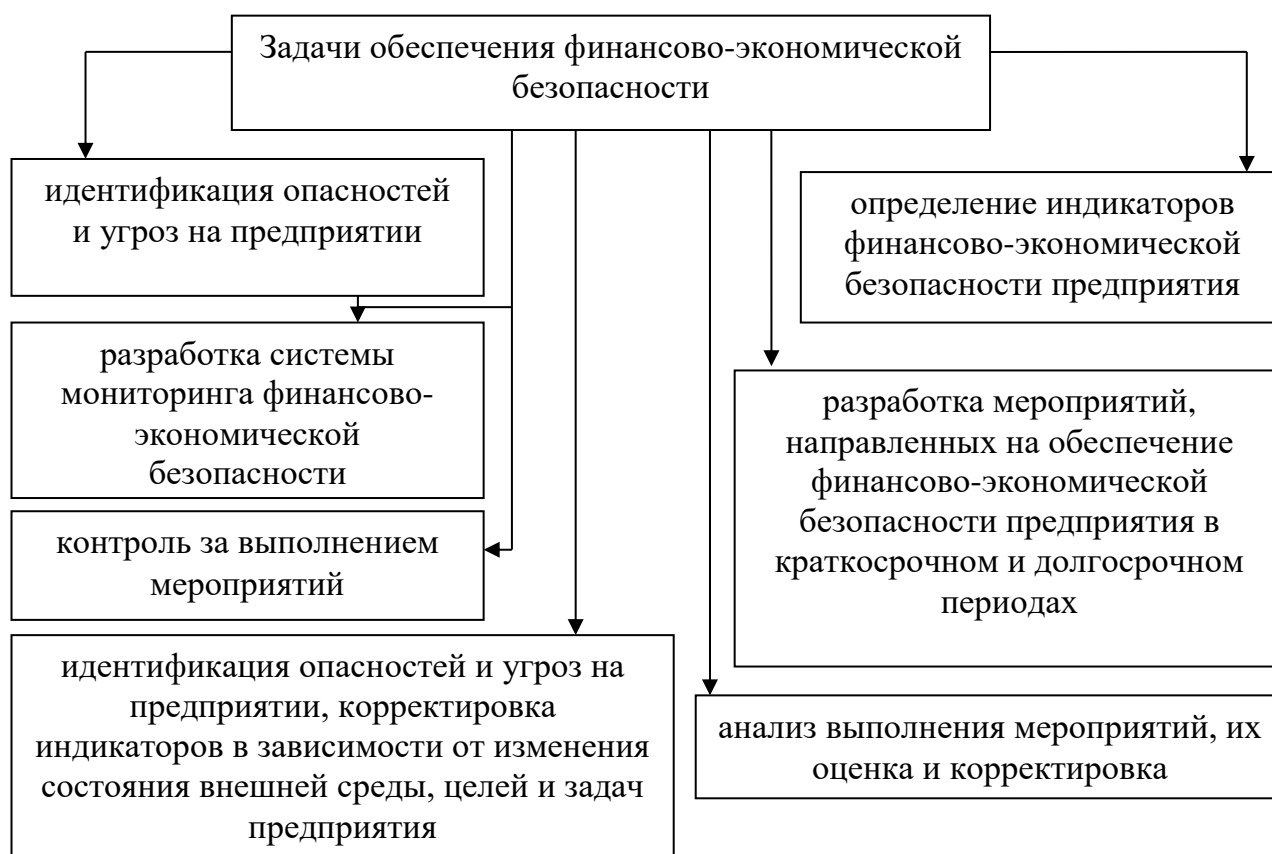 Задачи обеспечения финансово-экономической
безопасности
идентификация опасностей
и угроз на предприятии
определение индикаторов
финансово-экономической
безопасности предприятия
разработка системы
мониторинга финансово-
экономической
безопасности
разработка мероприятий,
направленных на обеспечение
финансово-экономической
безопасности предприятия в
краткосрочном и долгосрочном
периодах
контроль за выполнением
мероприятий
идентификация опасностей и угроз на
предприятии, корректировка
индикаторов в зависимости от изменения
состояния внешней среды, целей и задач
предприятия
анализ выполнения мероприятий, их
оценка и корректировка